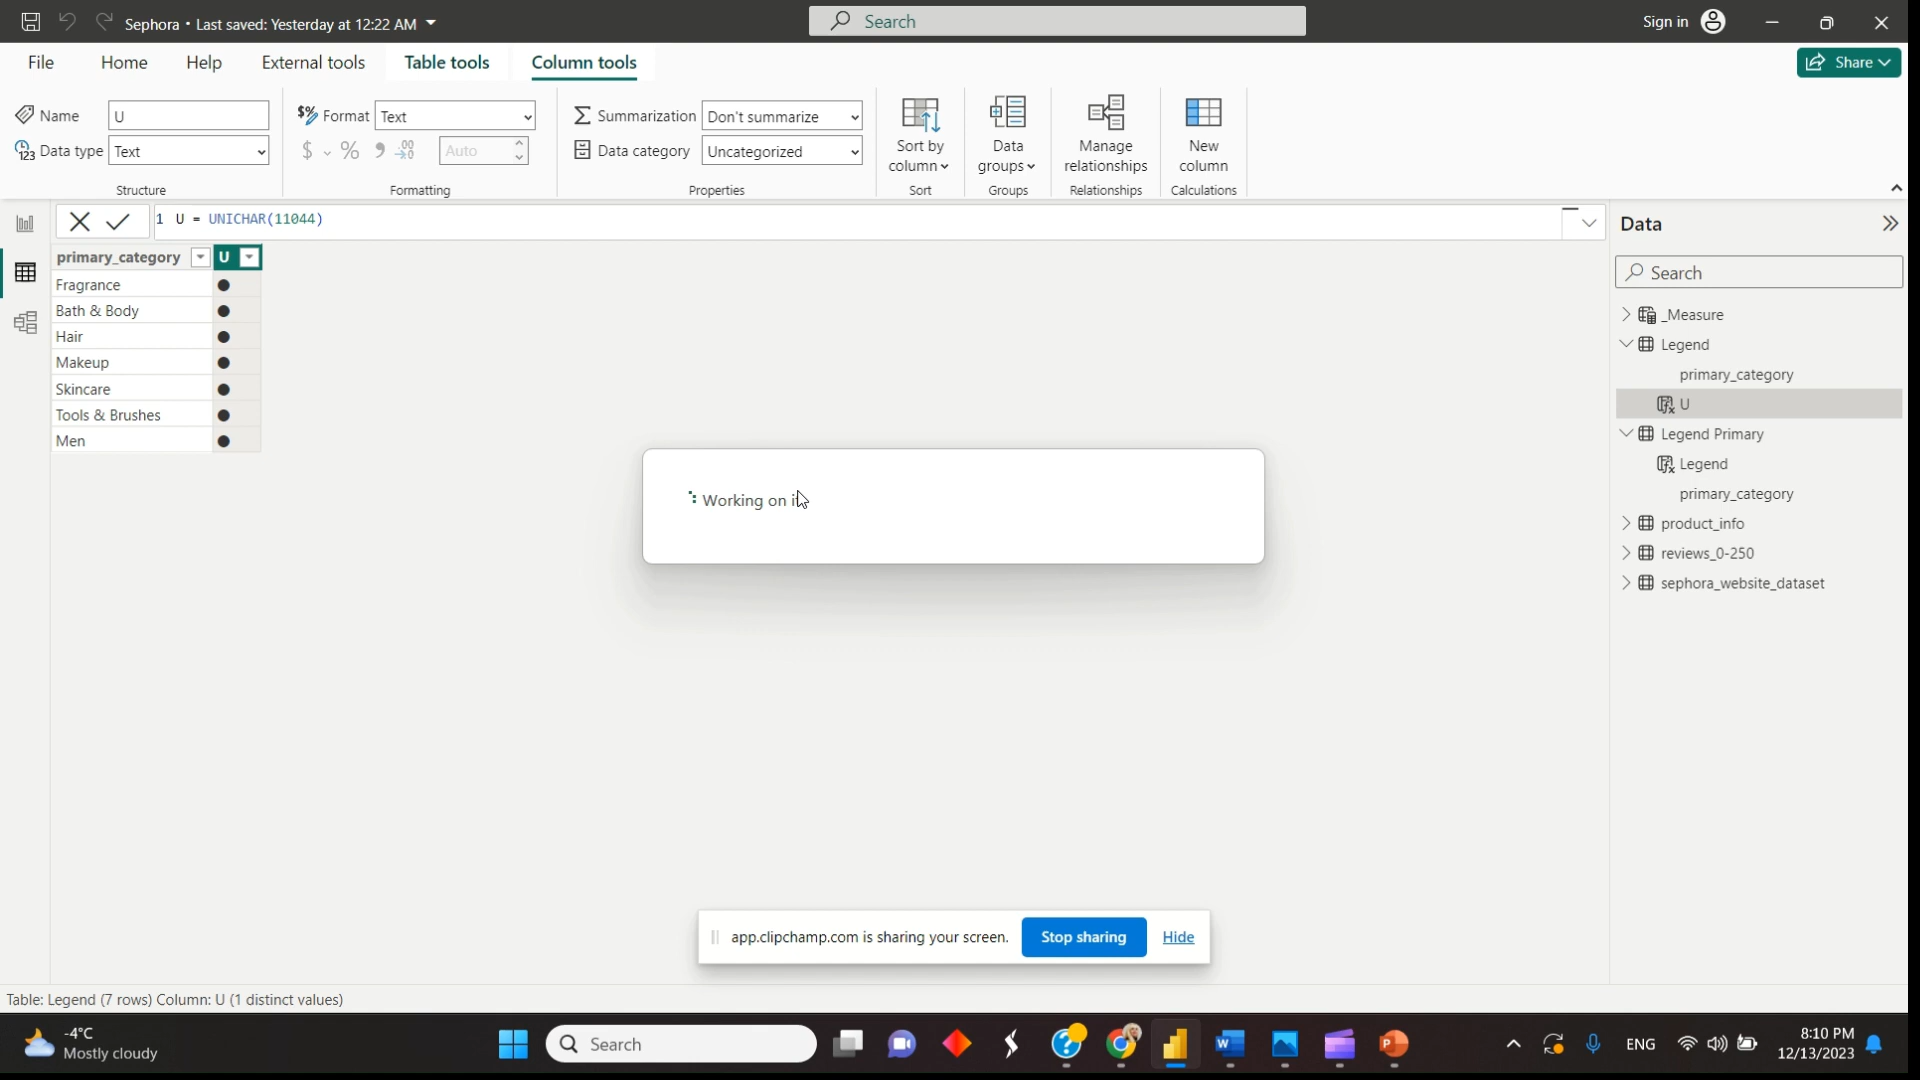 Sephora • Last saved: Yesterday at 12:22 AM
Search
Sign in
File
Home
Help
External tools
Table tools
Column tools
Share
Name
U
Format
Text
Summarization
Don't summarize
Data type
Text
$ % 9 .00
Auto
Data category
Uncategorized
Sort by column
Data groups
Manage relationships
New column
Structure
Formatting
Properties
Sort
Groups
Relationships
Calculations
1 U = UNICHAR(11044)
Data
primary_category
U
Search
Fragrance
Bath & Body
Hair
Makeup
Skincare
Tools & Brushes
Men
_Measure
Legend
primary_category
U
Legend Primary
Legend
primary_category
product_info
reviews_0-250
sephora_website_dataset
Working on it
app.clipchamp.com is sharing your screen.
Stop sharing
Hide
Table: Legend (7 rows) Column: U (1 distinct values)
-4°C
Mostly cloudy
Search
ENG
8:10 PM
12/13/2023